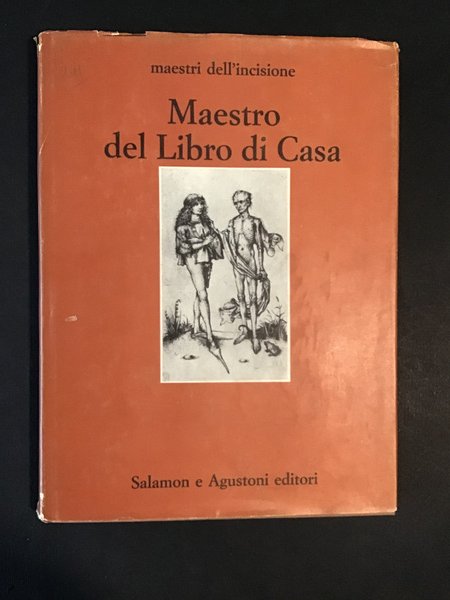 maestri dell'incisione
Maestro
del Libro di Casa
Salamon e Agustoni editori